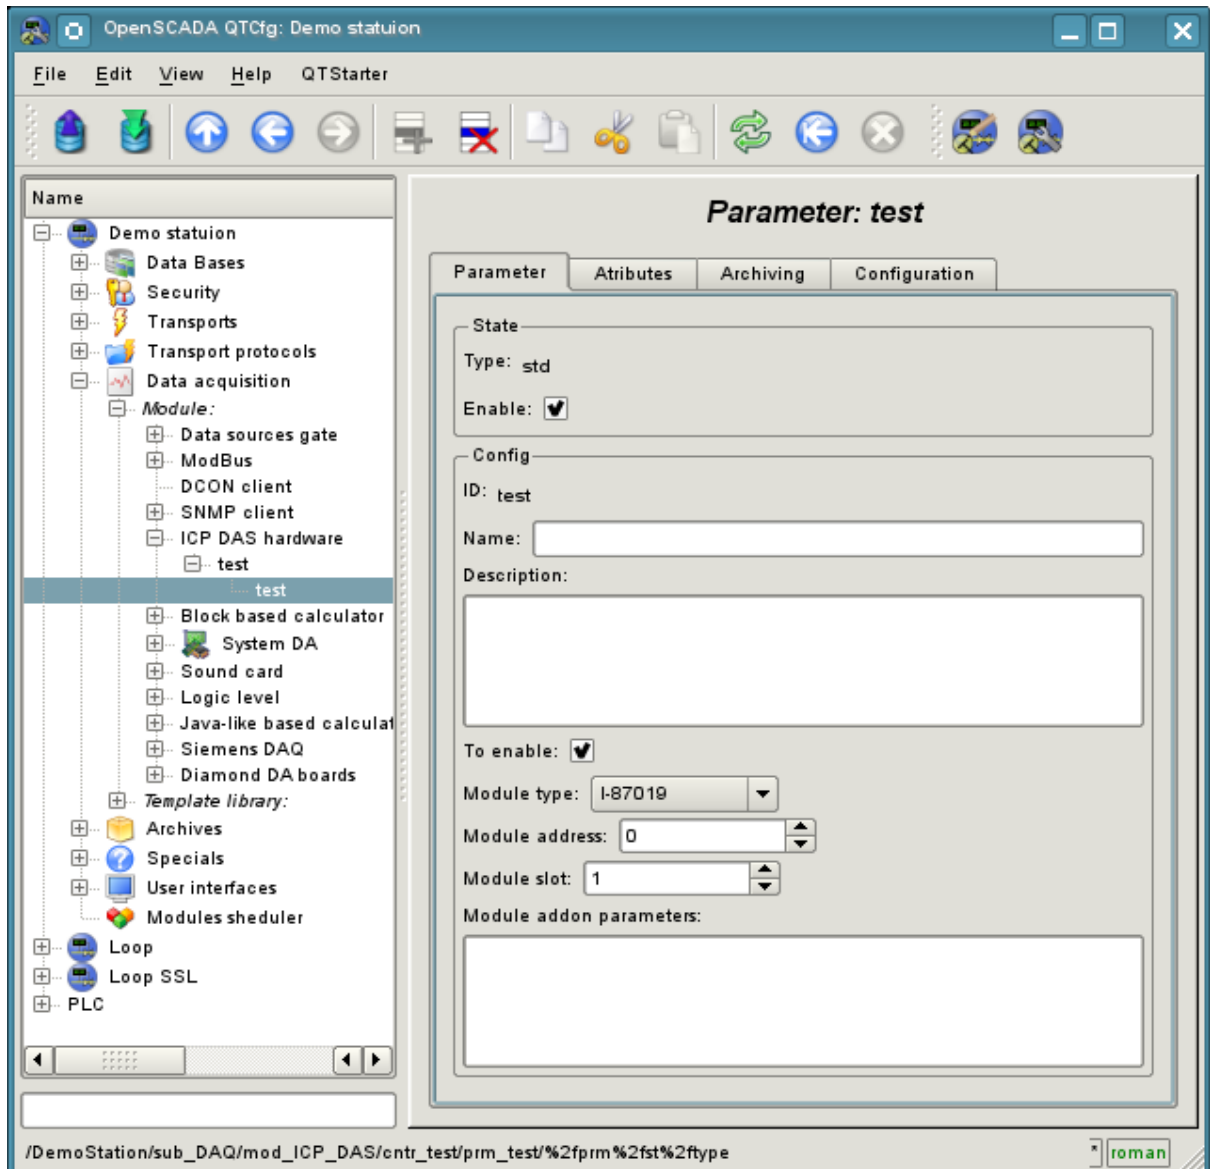 OpenSCADA QTCfg: Demo statuion
File Edit View Help QTStarter
Name
Demo statuion
Data Bases
Security
Transports
Transport protocols
Data acquisition
Module:
Data sources gate
ModBus
DCON client
SNMP client
ICP DAS hardware
test
test
Block based calculator
System DA
Sound card
Logic level
Java-like based calculat
Siemens DAQ
Diamond DA boards
Template library:
Archives
Specials
User interfaces
Modules sheduler
Loop
Loop SSL
PLC
Parameter: test
Parameter Atributes Archiving Configuration
State
Type: std
Enable:
Config
ID: test
Name:
Description:
To enable:
Module type: I-87019
Module address: 0
Module slot: 1
Module addon parameters:
/DemoStation/sub_DAQ/mod_ICP_DAS/cntr_test/prm_test/%2fprm%2fst%2ftype
* roman